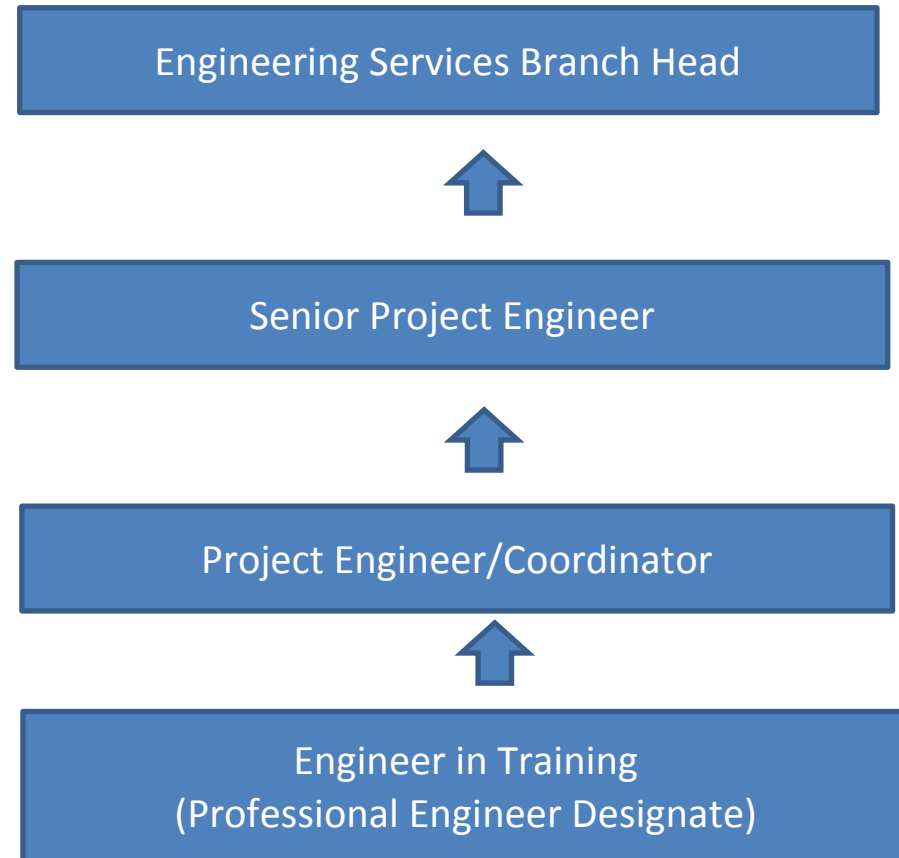 Engineering Services Branch Head
Senior Project Engineer
Project Engineer/Coordinator
Engineer in Training
(Professional Engineer Designate)